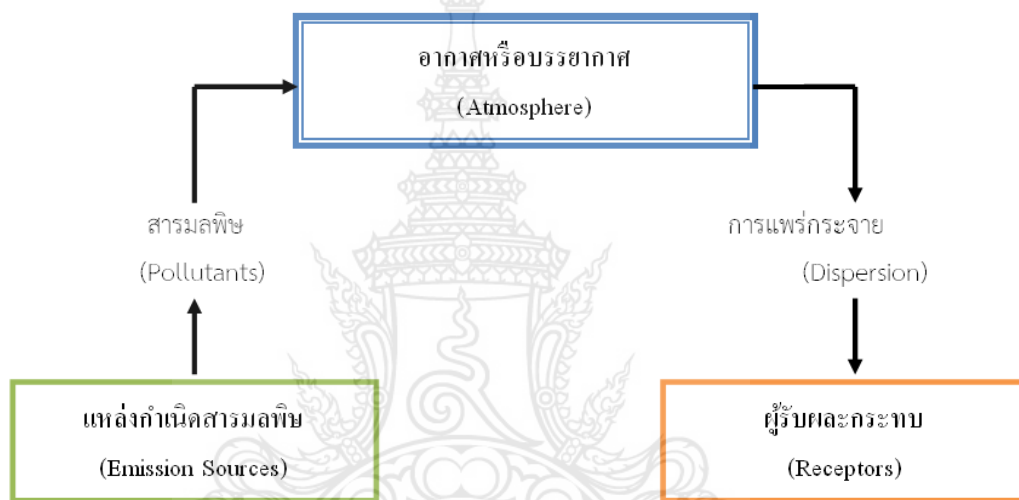 อากาศหรือบรรยากาศ
(Atmosphere)
สารมลพิษ
(Pollutants)
การแพร่กระจาย
(Dispersion)
แหล่งกำเนิดสารมลพิษ
(Emission Sources)
ผู้รับผละกระทบ
(Receptors)